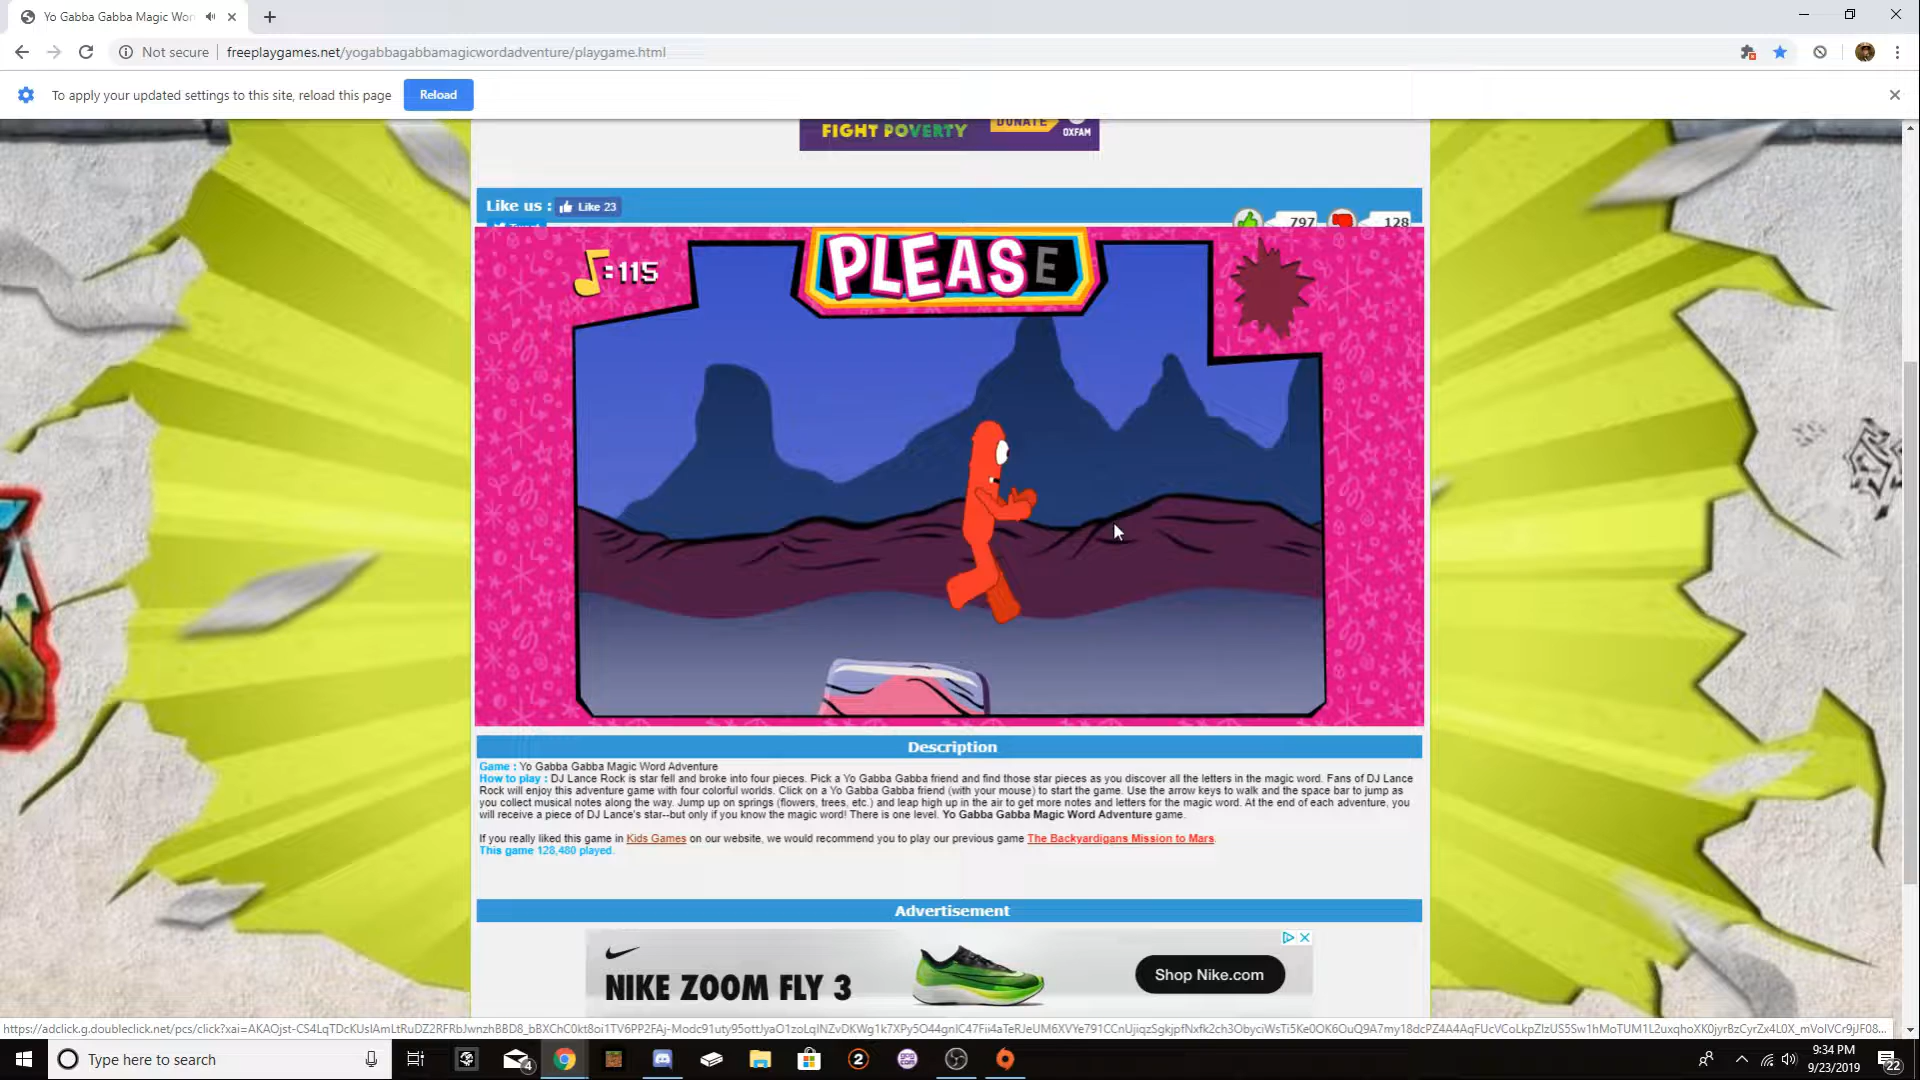 Yo Gabba Gabba Magic Wor
Not secure
freeplaygames.net/yogabbagabbamagicwordadventure/playgame.html
To apply your updated settings to this site, reload this page
Reload
FIGHT POVERTY
DONATE
OXFAM
Like us :
Like 23
797
128
:115
PLEASE
Description
Game : Yo Gabba Gabba Magic Word Adventure
How to play : DJ Lance Rock is star fell and broke into four pieces. Pick a Yo Gabba Gabba friend and find those star pieces as you discover all the letters in the magic word. Fans of DJ Lance
Rock will enjoy this adventure game with four colorful worlds. Click on a Yo Gabba Gabba friend (with your mouse) to start the game. Use the arrow keys to walk and the space bar to jump as
you collect musical notes along the way. Jump up on springs (flowers, trees, etc.) and leap high up in the air to get more notes and letters for the magic word. At the end of each adventure, you
will receive a piece of DJ Lance's star--but only if you know the magic word! There is one level. Yo Gabba Gabba Magic Word Adventure game.
If you really liked this game in Kids Games on our website, we would recommend you to play our previous game The Backyardigans Mission to Mars.
This game 128,480 played.
Advertisement
NIKE ZOOM FLY 3
Shop Nike.com
Type here to search
4
2
9:34 PM
9/23/2019
22